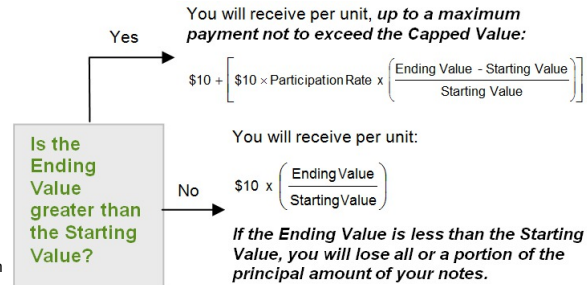 You will receive per unit, up to a maximum
payment not to exceed the Capped Value:
Yes
$10 + [ $10 × Participation Rate x ( Ending Value - Starting Value / Starting Value ) ]
Is the
Ending
Value
greater than
the Starting
Value?
No
You will receive per unit:
$10 x ( Ending Value / Starting Value )
If the Ending Value is less than the Starting
Value, you will lose all or a portion of the
principal amount of your notes.